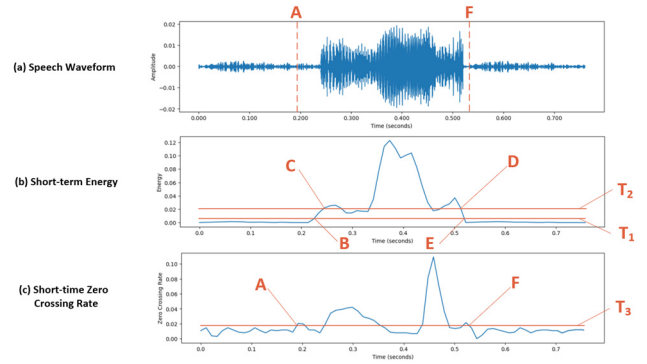 A
F
(a) Speech Waveform
Amplitude
0.02
0.01
0.00
−0.01
−0.02
0.000
0.100
0.200
0.300
0.400
0.500
0.600
0.700
Time (seconds)
(b) Short-term Energy
Energy
0.12
0.10
0.08
0.06
0.04
0.02
0.00
C
D
T2
T1
B
E
0.0
0.1
0.2
0.3
0.4
0.5
0.6
0.7
Time (seconds)
(c) Short-time Zero
Crossing Rate
Zero Crossing Rate
0.10
0.08
0.06
0.04
0.02
0.00
A
F
T3
0.0
0.1
0.2
0.3
0.4
0.5
0.6
0.7
Time (seconds)